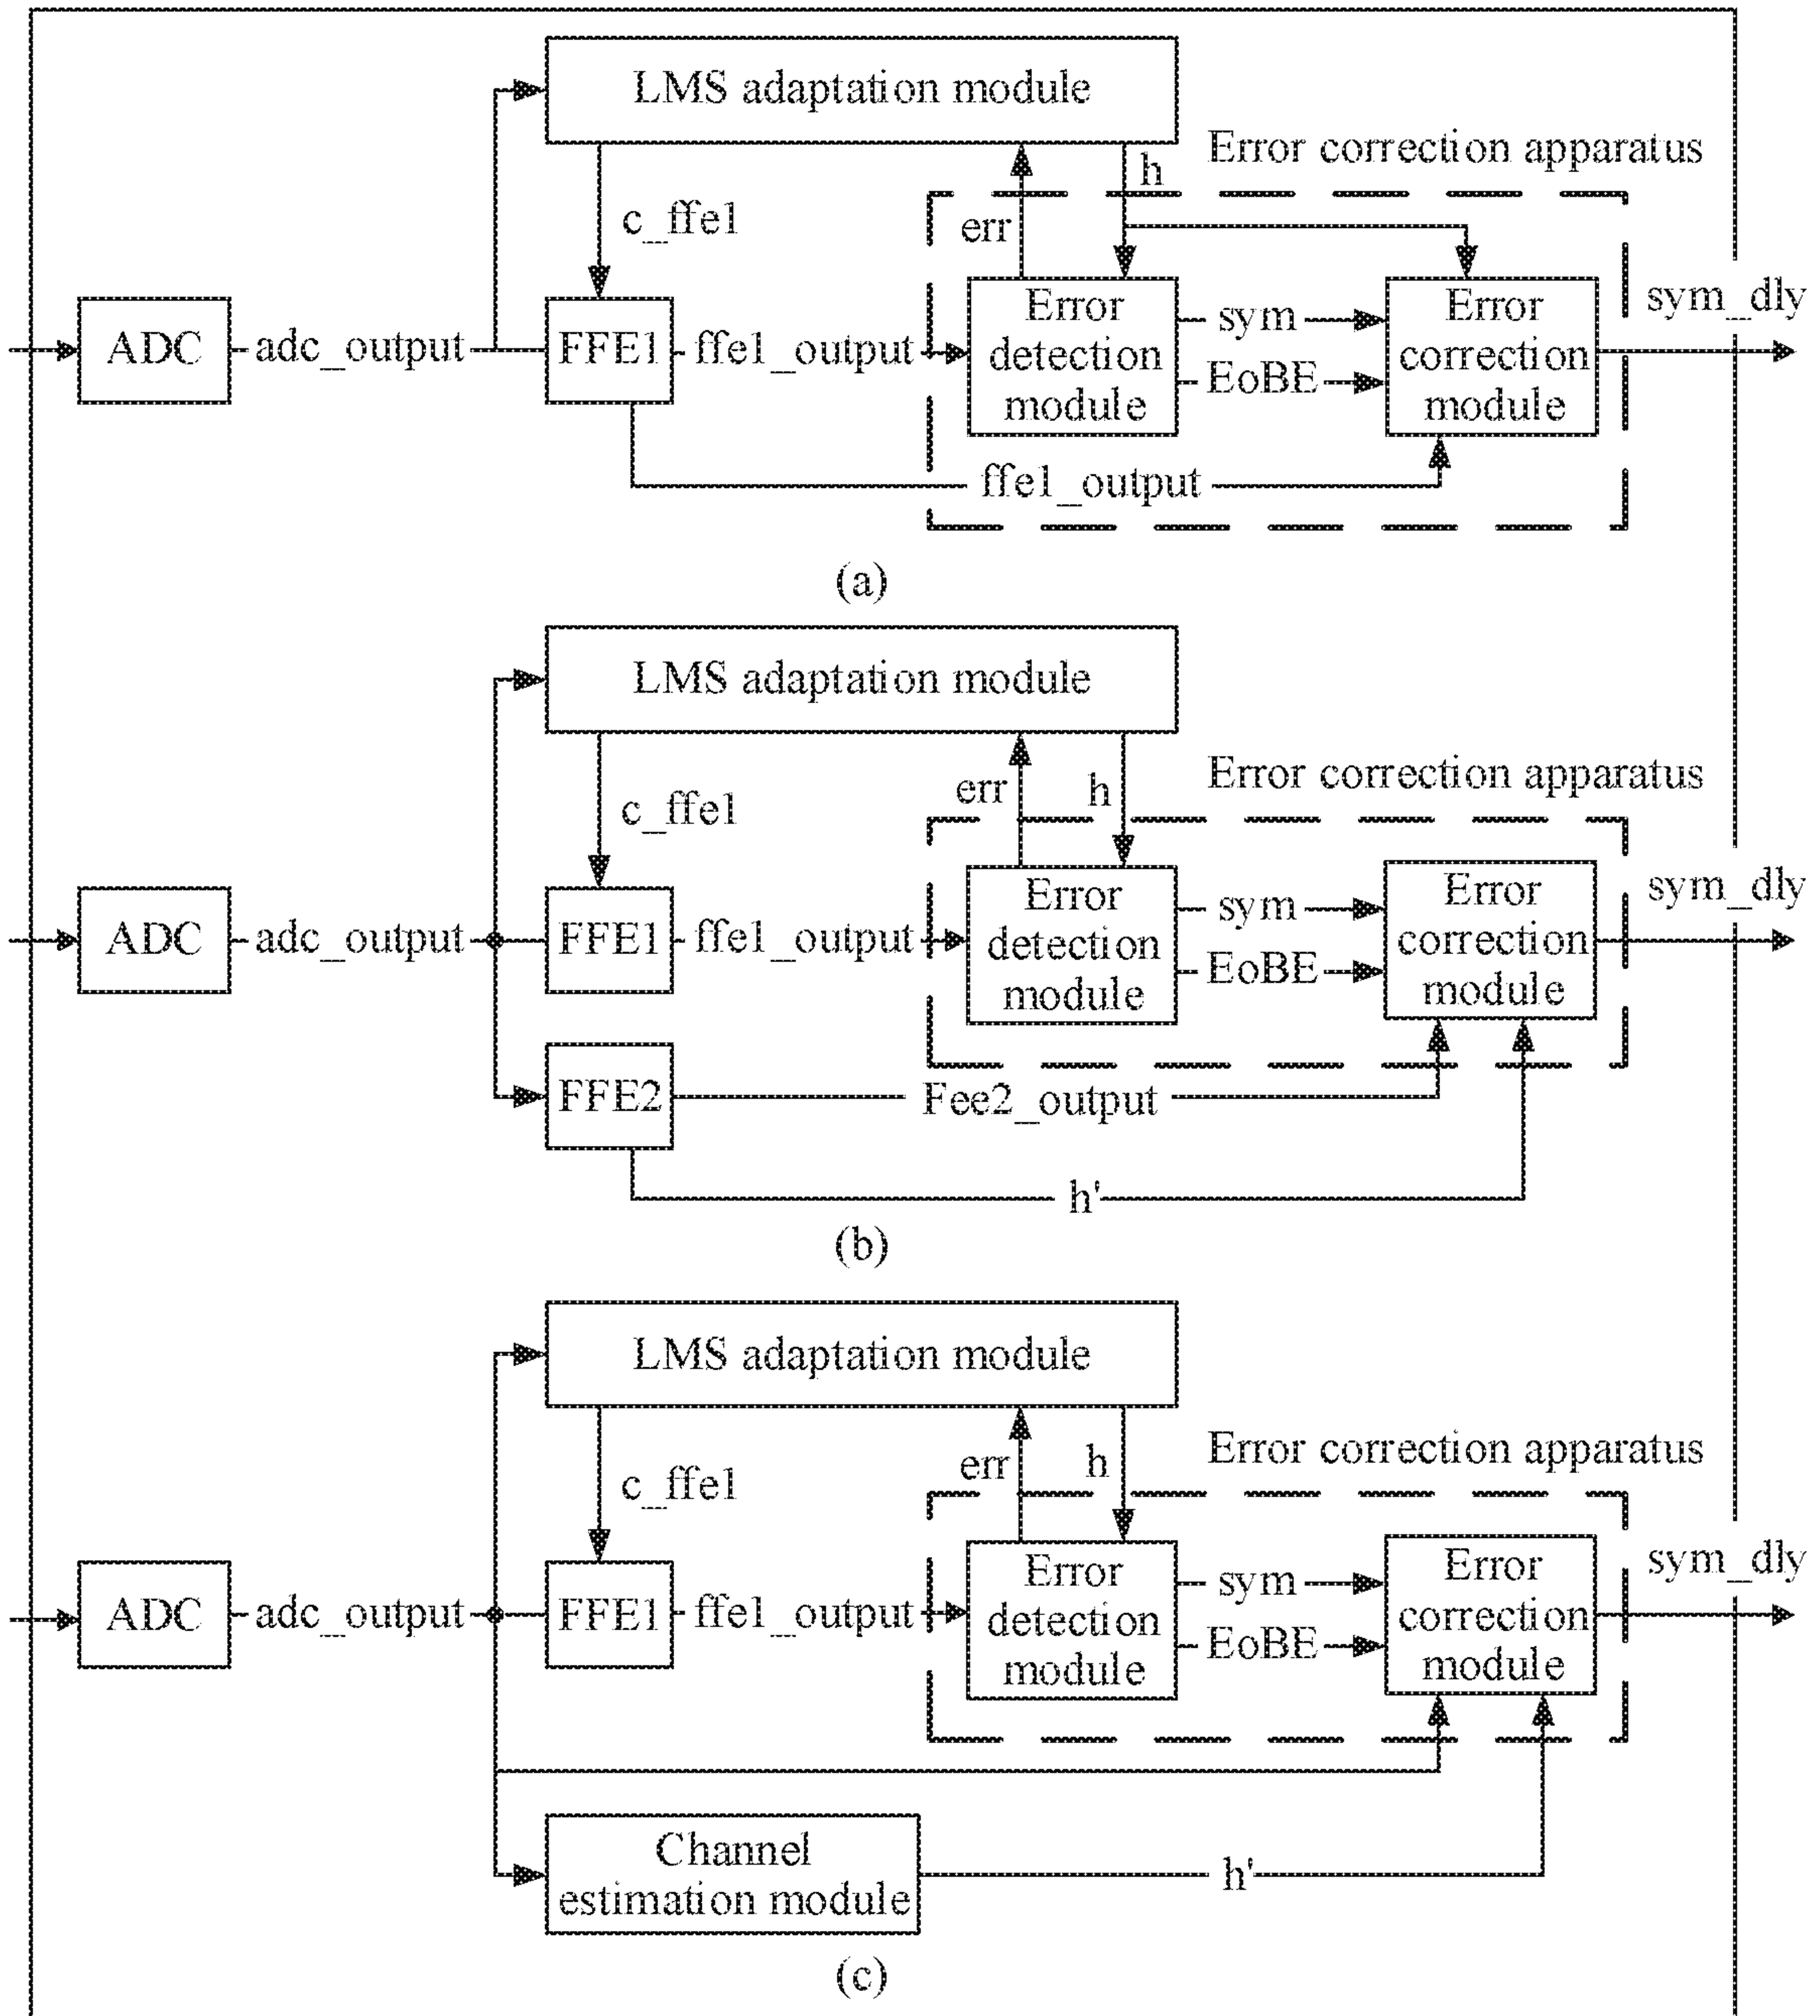 LMS adaptation module
Error correction apparatus
h
c_ffe1
err
sym_dly
ADC
adc_output
FFE1
ffe1_output
Error
detection
module
sym
EoBE
Error
correction
module
ffe1_output
(a)
LMS adaptation module
Error correction apparatus
err
h
c_ffe1
sym_dly
ADC
adc_output
FFE1
ffe1_output
Error
detection
module
sym
EoBE
Error
correction
module
FFE2
Fee2_output
h'
(b)
LMS adaptation module
Error correction apparatus
err
h
c_ffe1
sym_dly
ADC
adc_output
FFE1
ffe1_output
Error
detection
module
sym
EoBE
Error
correction
module
Channel
estimation module
h'
(c)